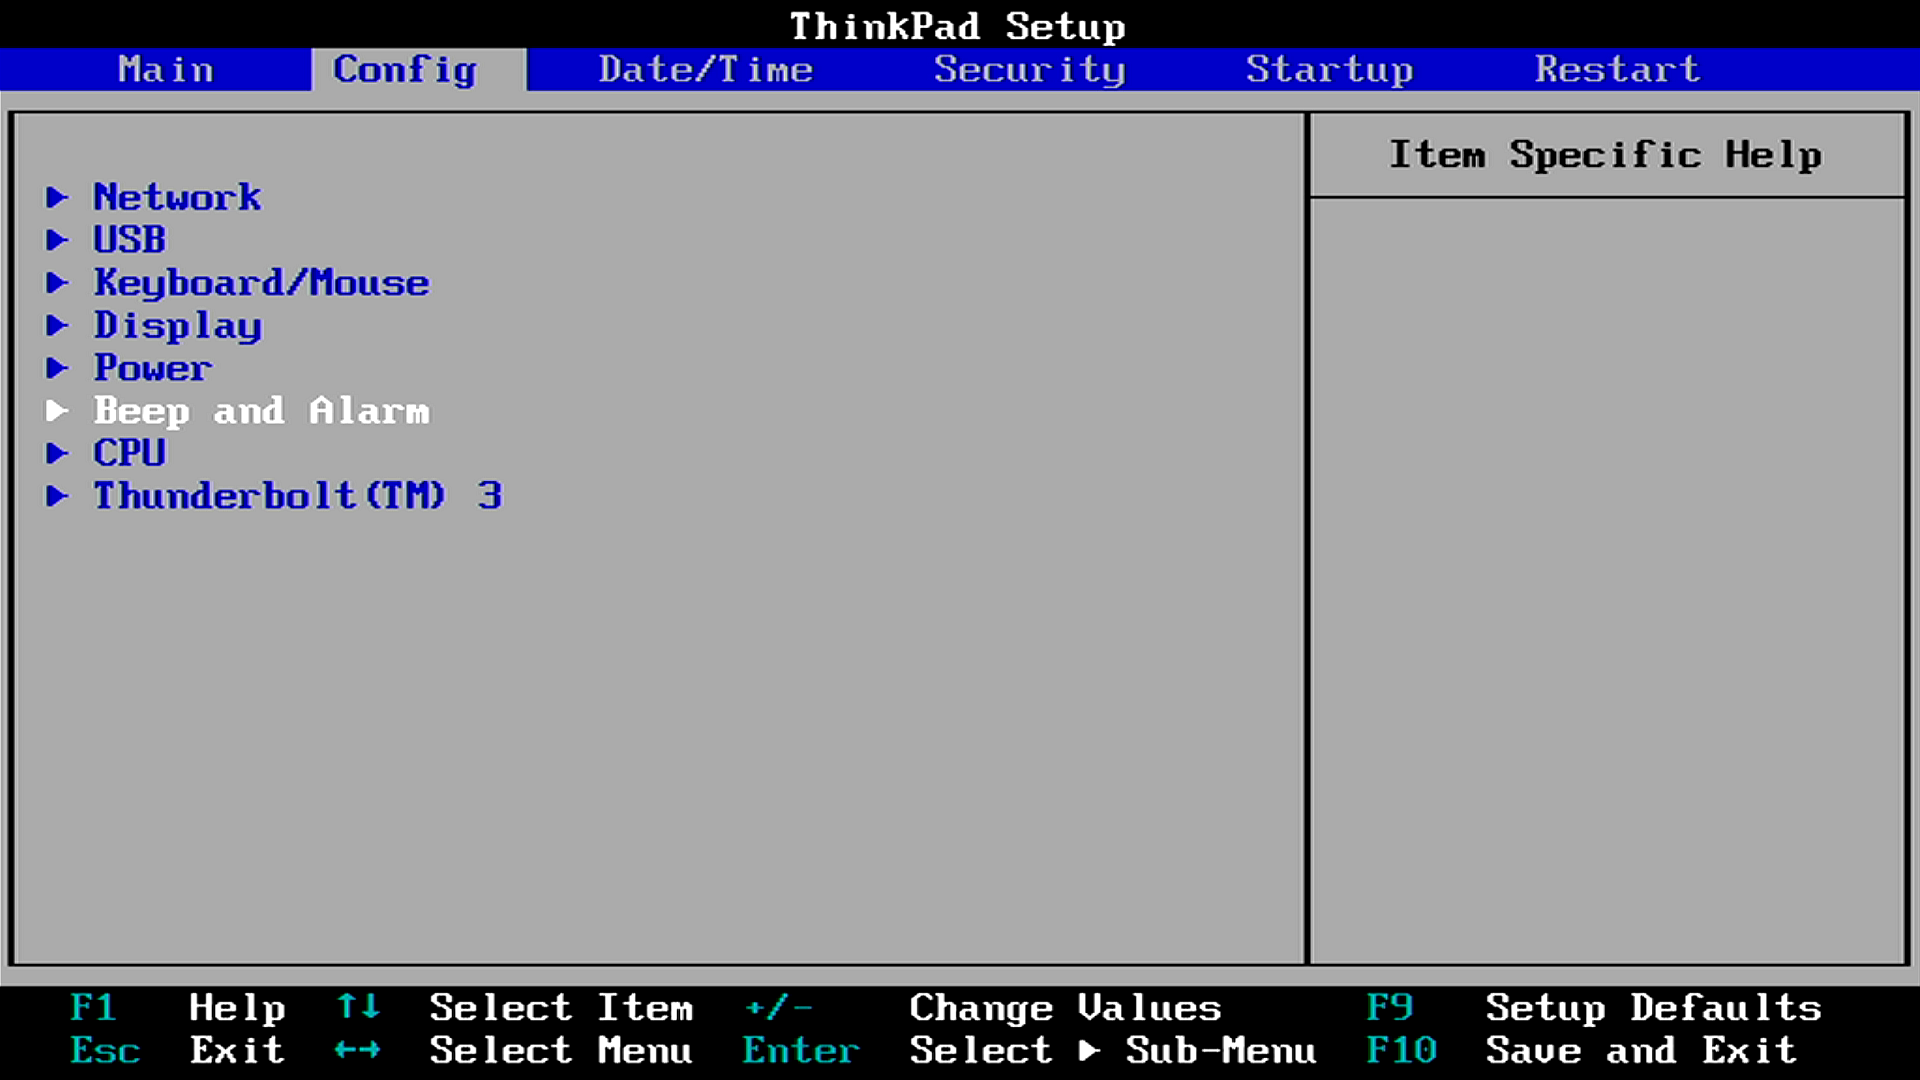 ThinkPad Setup
Main Config Date/Time Security Startup Restart
Item Specific Help
▶ Network
▶ USB
▶ Keyboard/Mouse
▶ Display
▶ Power
▶ Beep and Alarm
▶ CPU
▶ Thunderbolt(TM) 3
F1 Help ↑↓ Select Item +/- Change Values F9 Setup Defaults
Esc Exit ←→ Select Menu Enter Select ▶ Sub-Menu F10 Save and Exit